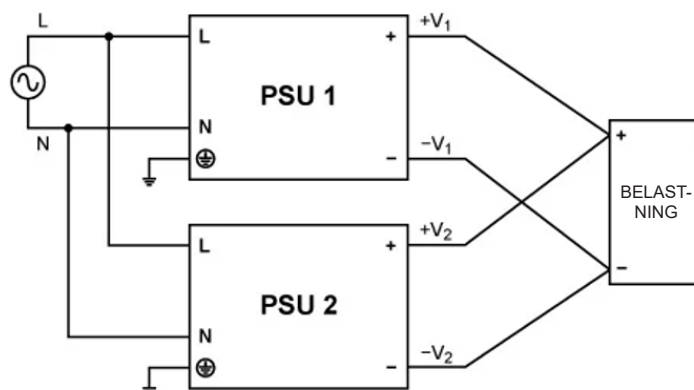 L
+V₁
L
+
PSU 1
N
N
−
−V₁
+
BELAST-
NING
−
L
+
+V₂
PSU 2
N
−
−V₂